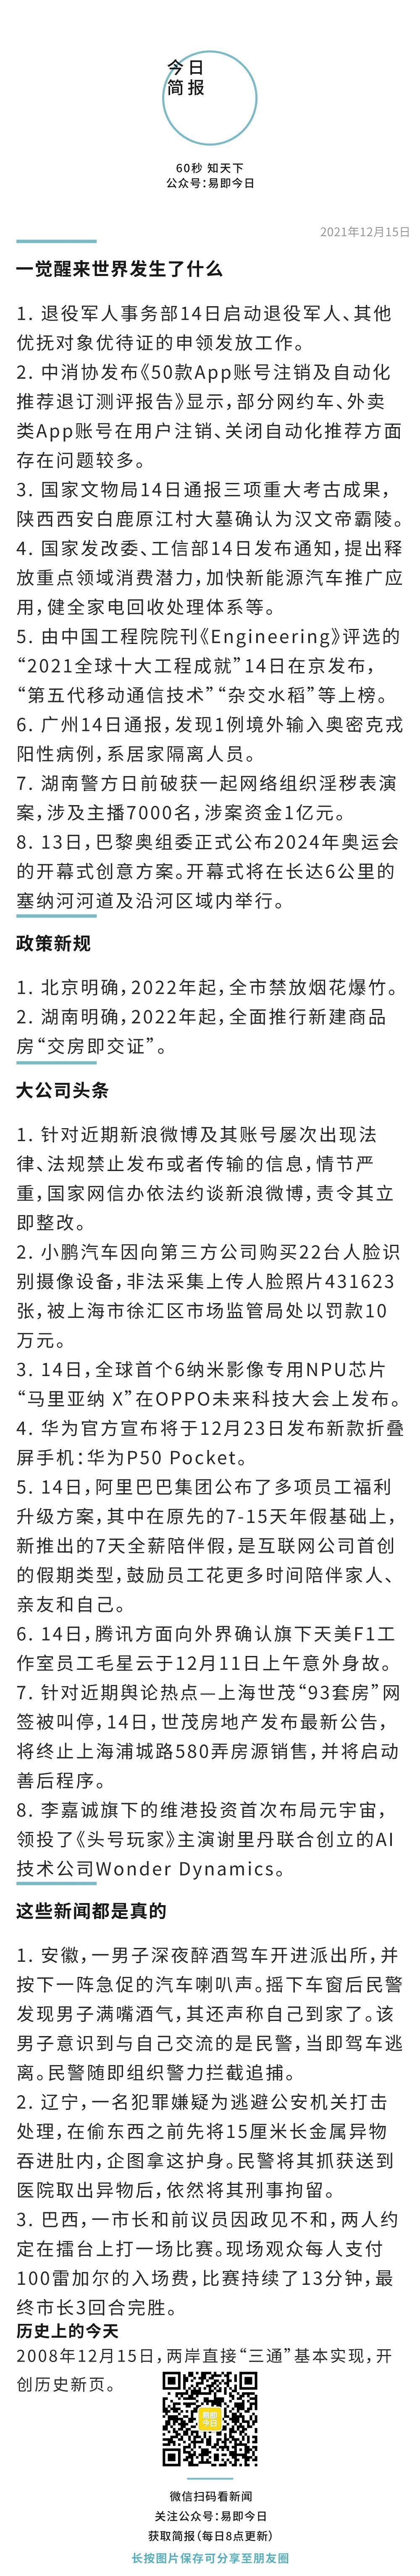 今日
简报
60秒 知天下
公众号：易即今日
2021年12月15日
一觉醒来世界发生了什么
1. 退役军人事务部14日启动退役军人、其他
优抚对象优待证的申领发放工作。
2. 中消协发布《50款App账号注销及自动化
推荐退订测评报告》显示，部分网约车、外卖
类App账号在用户注销、关闭自动化推荐方面
存在问题较多。
3. 国家文物局14日通报三项重大考古成果，
陕西西安白鹿原江村大墓确认为汉文帝霸陵。
4. 国家发改委、工信部14日发布通知，提出释
放重点领域消费潜力，加快新能源汽车推广应
用，健全家电回收处理体系等。
5. 由中国工程院院刊《Engineering》评选的
“2021全球十大工程成就”14日在京发布，
“第五代移动通信技术”“杂交水稻”等上榜。
6. 广州14日通报，发现1例境外输入奥密克戎
阳性病例，系居家隔离人员。
7. 湖南警方日前破获一起网络组织淫秽表演
案，涉及主播7000名，涉案资金1亿元。
8. 13日，巴黎奥组委正式公布2024年奥运会
的开幕式创意方案。开幕式将在长达6公里的
塞纳河河道及沿河区域内举行。
政策新规
1. 北京明确，2022年起，全市禁放烟花爆竹。
2. 湖南明确，2022年起，全面推行新建商品
房“交房即交证”。
大公司头条
1. 针对近期新浪微博及其账号屡次出现法
律、法规禁止发布或者传输的信息，情节严
重，国家网信办依法约谈新浪微博，责令其立
即整改。
2. 小鹏汽车因向第三方公司购买22台人脸识
别摄像设备，非法采集上传人脸照片431623
张，被上海市徐汇区市场监管局处以罚款10
万元。
3. 14日，全球首个6纳米影像专用NPU芯片
“马里亚纳 X”在OPPO未来科技大会上发布。
4. 华为官方宣布将于12月23日发布新款折叠
屏手机：华为P50 Pocket。
5. 14日，阿里巴巴集团公布了多项员工福利
升级方案，其中在原先的7-15天年假基础上，
新推出的7天全薪陪伴假，是互联网公司首创
的假期类型，鼓励员工花更多时间陪伴家人、
亲友和自己。
6. 14日，腾讯方面向外界确认旗下天美F1工
作室员工毛星云于12月11日上午意外身故。
7. 针对近期舆论热点—上海世茂“93套房”网
签被叫停，14日，世茂房地产发布最新公告，
将终止上海浦城路580弄房源销售，并将启动
善后程序。
8. 李嘉诚旗下的维港投资首次布局元宇宙，
领投了《头号玩家》主演谢里丹联合创立的AI
技术公司Wonder Dynamics。
这些新闻都是真的
1. 安徽，一男子深夜醉酒驾车开进派出所，并
按下一阵急促的汽车喇叭声。摇下车窗后民警
发现男子满嘴酒气，其还声称自己到家了。该
男子意识到与自己交流的是民警，当即驾车逃
离。民警随即组织警力拦截追捕。
2. 辽宁，一名犯罪嫌疑为逃避公安机关打击
处理，在偷东西之前先将15厘米长金属异物
吞进肚内，企图拿这护身。民警将其抓获送到
医院取出异物后，依然将其刑事拘留。
3. 巴西，一市长和前议员因政见不和，两人约
定在擂台上打一场比赛。现场观众每人支付
100雷加尔的入场费，比赛持续了13分钟，最
终市长3回合完胜。
历史上的今天
2008年12月15日，两岸直接“三通”基本实现，开
创历史新页。
易即
今日
微信扫码看新闻
关注公众号：易即今日
获取简报（每日8点更新）
长按图片保存可分享至朋友圈